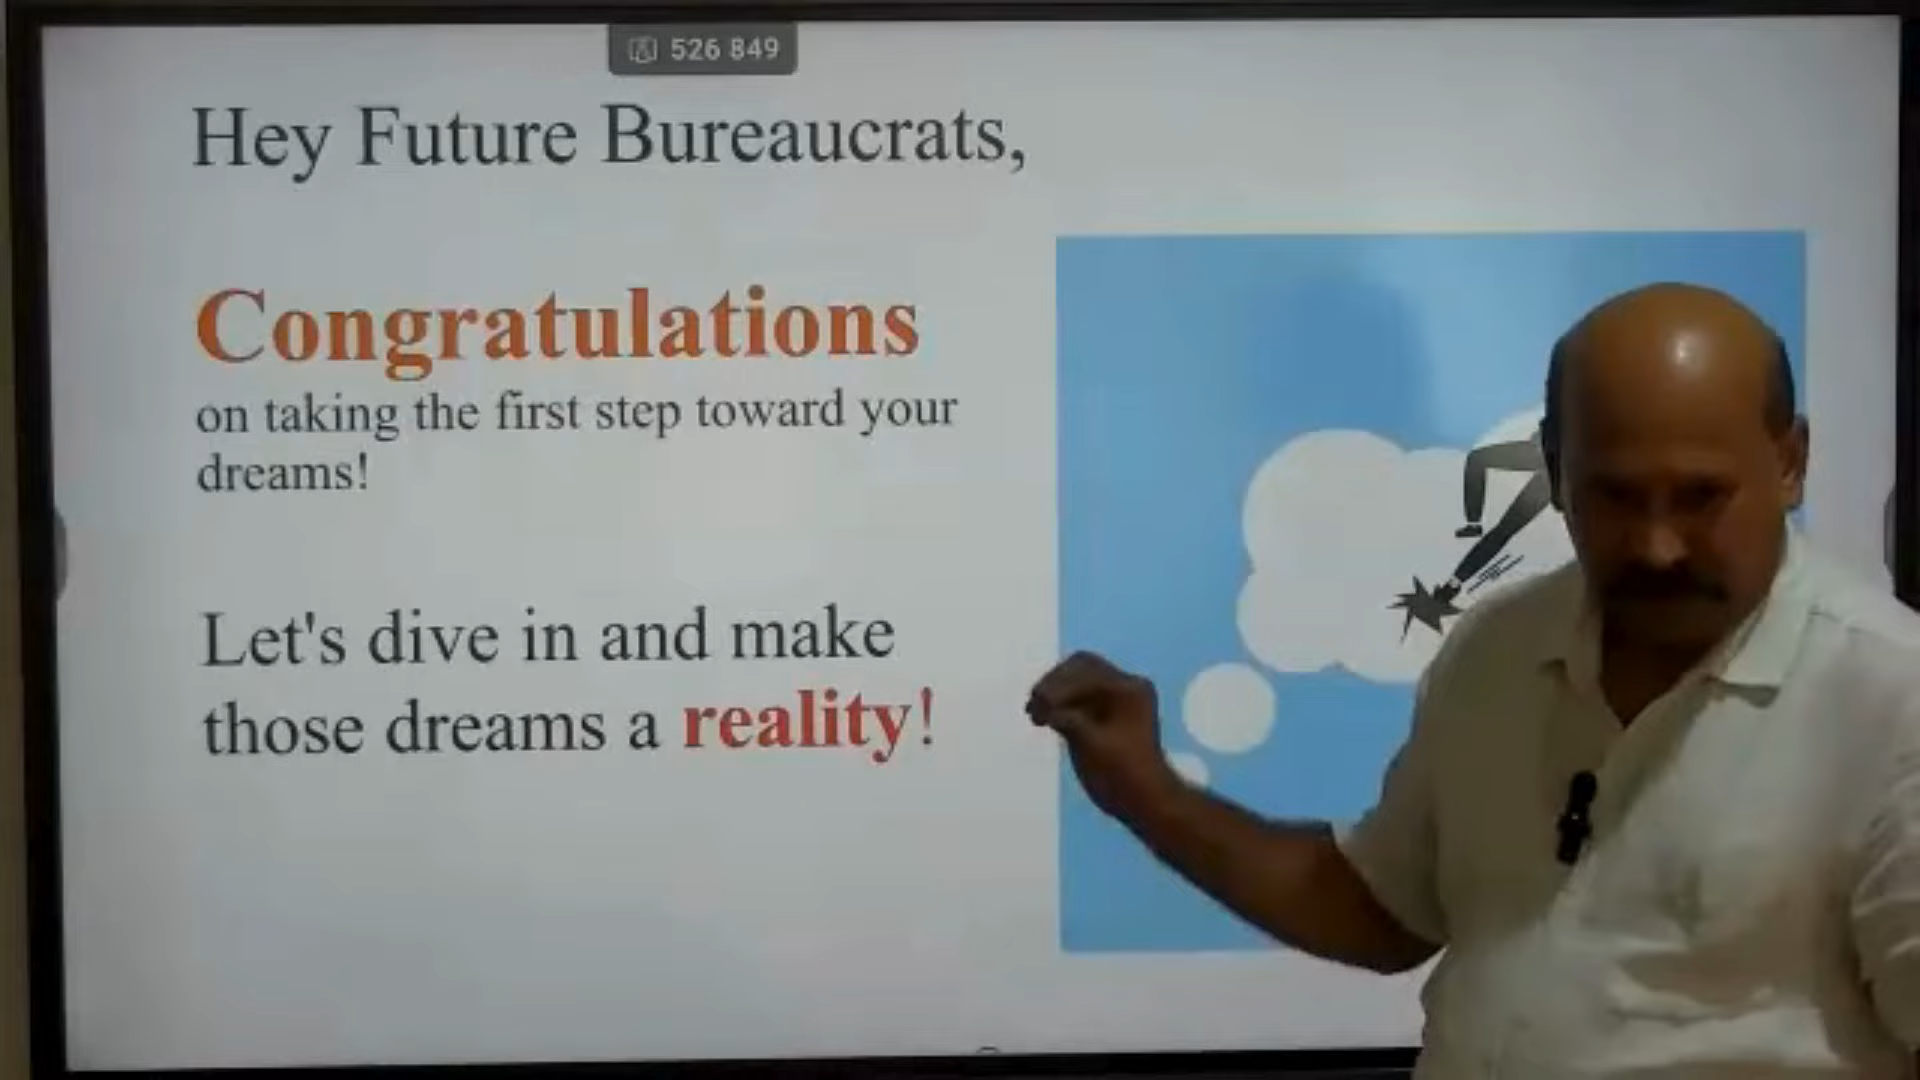 526 849
Hey Future Bureaucrats,
Congratulations
on taking the first step toward your
dreams!
Let's dive in and make
those dreams a reality!